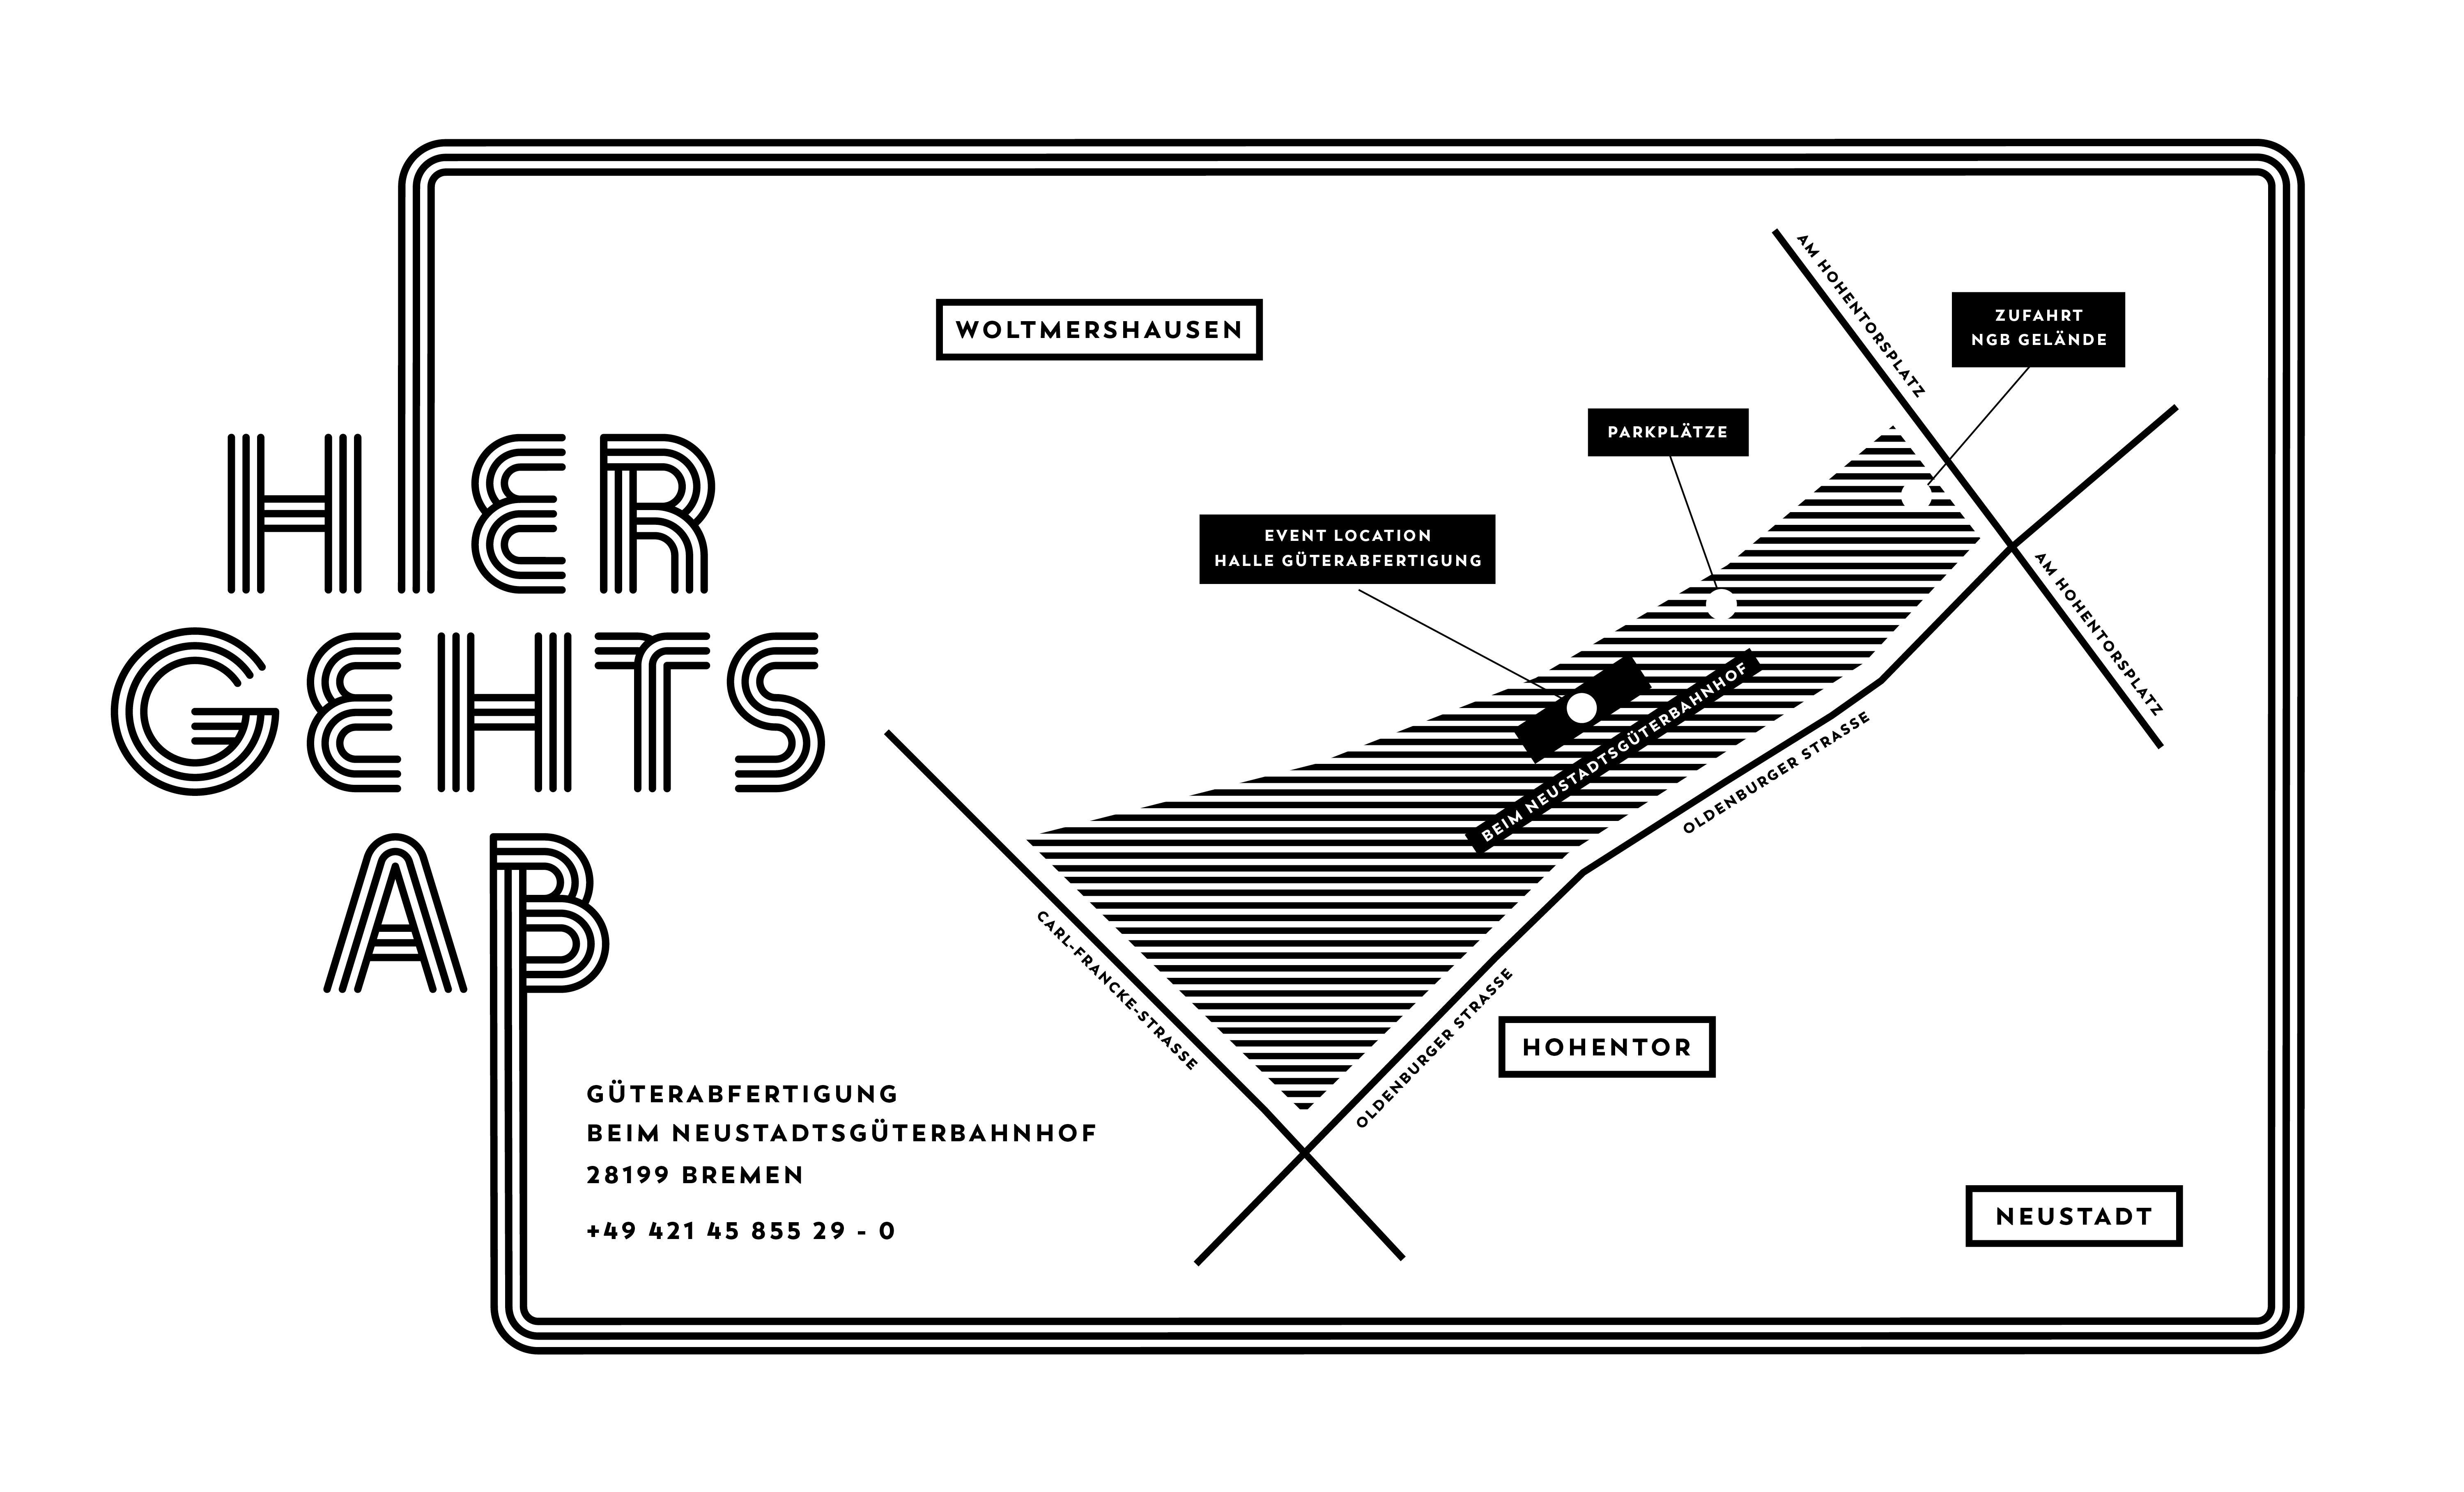 HIER
GEHTS
AB
WOLTMERSHAUSEN
AM HOHENTORSPLATZ
ZUFAHRT
NGB GELÄNDE
PARKPLÄTZE
EVENT LOCATION
HALLE GÜTERABFERTIGUNG
AM HOHENTORSPLATZ
BEIM NEUSTADTSGÜTERBAHNHOF
OLDENBURGER STRASSE
CARL-FRANCKE-STRASSE
OLDENBURGER STRASSE
HOHENTOR
NEUSTADT
GÜTERABFERTIGUNG
BEIM NEUSTADTSGÜTERBAHNHOF
28199 BREMEN
+49 421 45 855 29 - 0